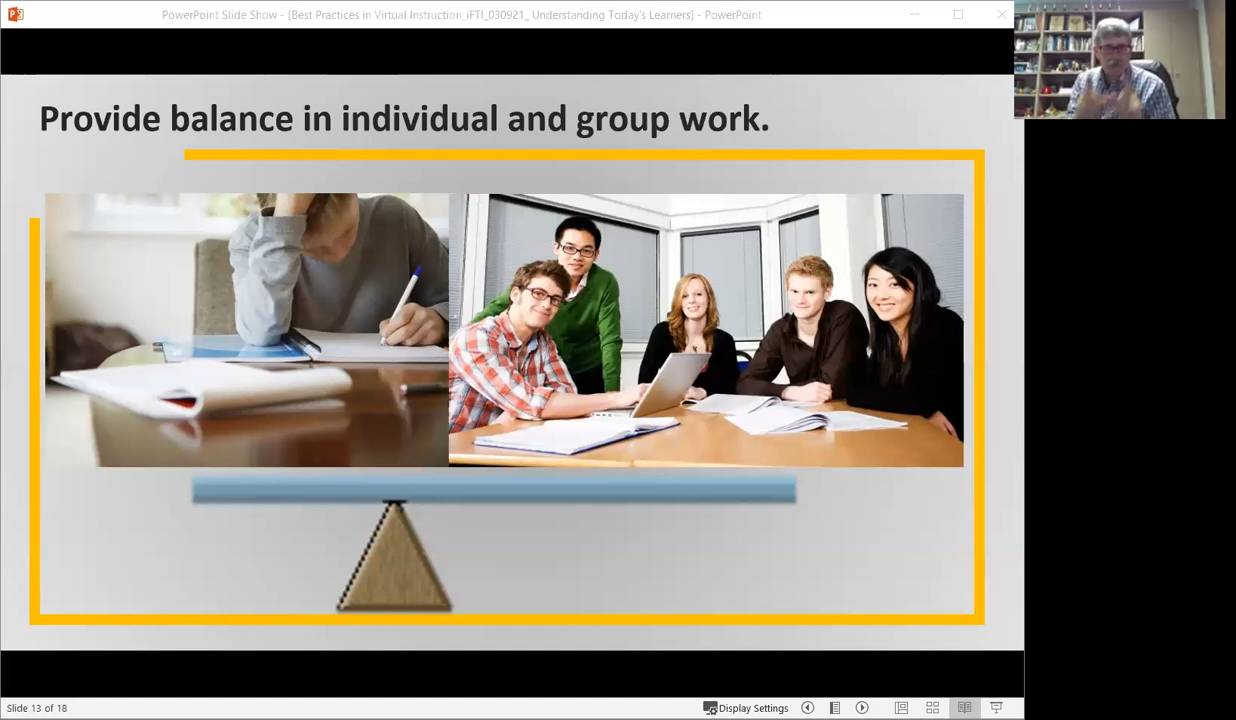 PowerPoint Slide Show - [Best Practices in Virtual Instruction_iFTI_030921_ Understanding Today's Learners] - PowerPoint
Provide balance in individual and group work.
Slide 13 of 18
Display Settings